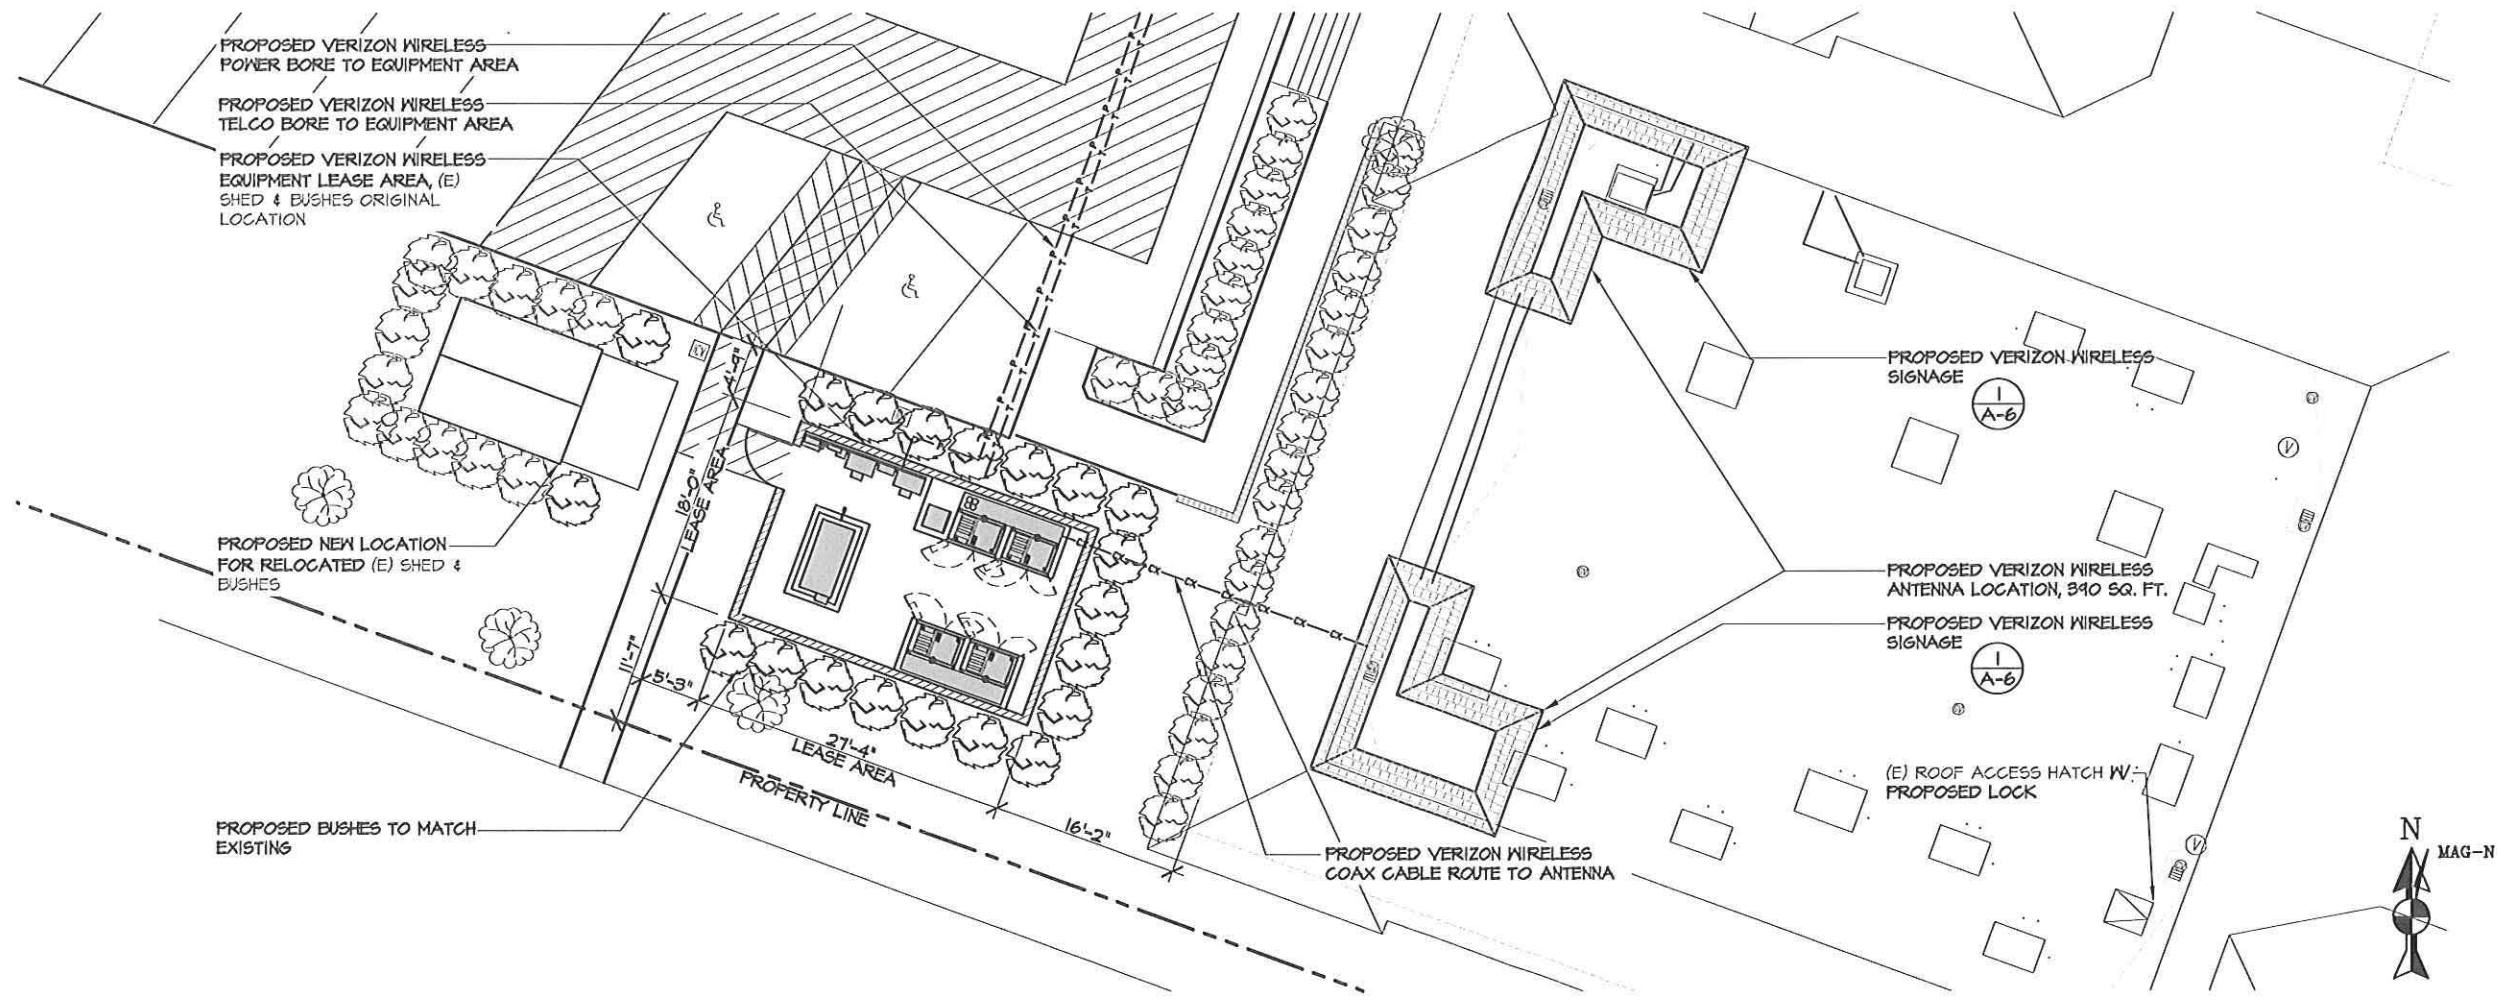 PROPOSED VERIZON WIRELESS
POWER BORE TO EQUIPMENT AREA
PROPOSED VERIZON WIRELESS
TELCO BORE TO EQUIPMENT AREA
PROPOSED VERIZON WIRELESS
EQUIPMENT LEASE AREA, (E)
SHED & BUSHES ORIGINAL
LOCATION
PROPOSED NEW LOCATION
FOR RELOCATED (E) SHED &
BUSHES
PROPOSED BUSHES TO MATCH
EXISTING
4'-9"
18'-0"
LEASE AREA
11'-7"
5'-3"
27'-4"
LEASE AREA
PROPERTY LINE
16'-2"
PROPOSED VERIZON WIRELESS
COAX CABLE ROUTE TO ANTENNA
PROPOSED VERIZON WIRELESS
SIGNAGE
1
A-6
V
PROPOSED VERIZON WIRELESS
ANTENNA LOCATION, 390 SQ. FT.
PROPOSED VERIZON WIRELESS
SIGNAGE
1
A-6
(E) ROOF ACCESS HATCH W/
PROPOSED LOCK
V
N
MAG-N